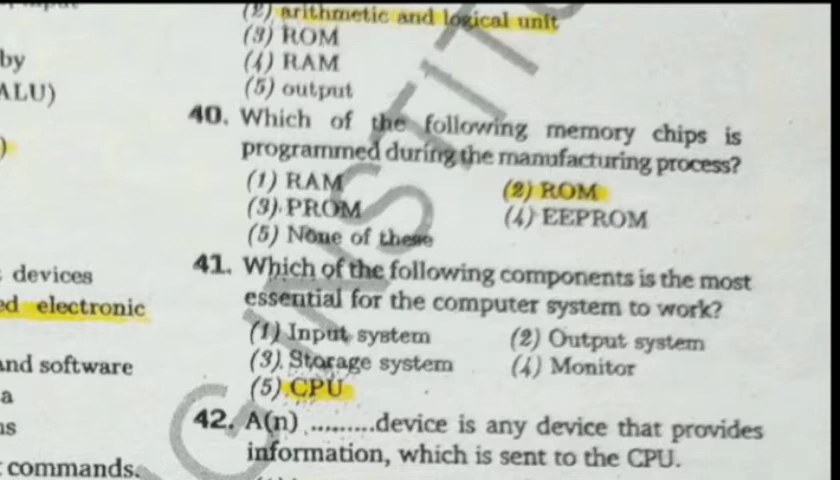 by
ALU)
)
devices
ed electronic
and software
a
ns
commands.
(2) arithmetic and logical unit
(3) ROM
(4) RAM
(5) output
40. Which of the following memory chips is
programmed during the manufacturing process?
(1) RAM (2) ROM
(3) PROM (4) EEPROM
(5) None of these
41. Which of the following components is the most
essential for the computer system to work?
(1) Input system (2) Output system
(3) Storage system (4) Monitor
(5) CPU
42. A(n) ..........device is any device that provides
information, which is sent to the CPU.